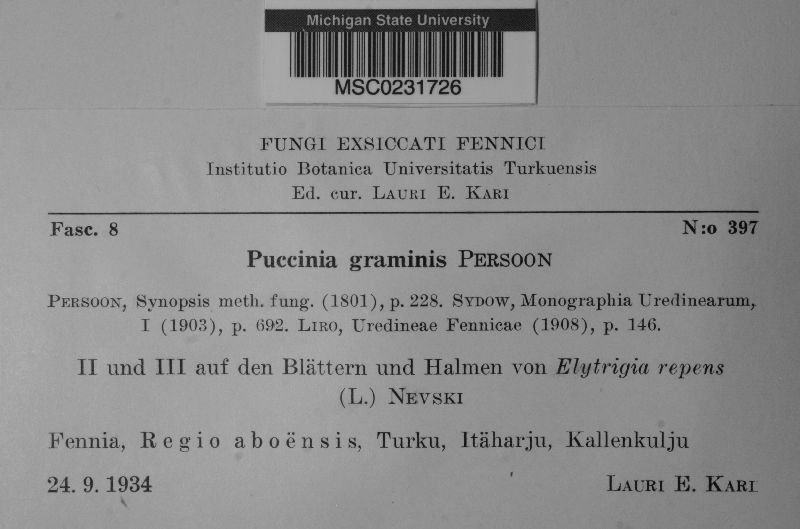 Michigan State University
MSC0231726
FUNGI EXSICCATI FENNICI
Institutio Botanica Universitatis Turkuensis
Ed. cur. LAURI E. KARI
Fasc. 8 N:o 397
Puccinia graminis PERSOON
PERSOON, Synopsis meth. fung. (1801), p. 228. SYDOW, Monographia Uredinearum,
I (1903), p. 692. LIRO, Uredineae Fennicae (1908), p. 146.
II und III auf den Blättern und Halmen von Elytrigia repens
(L.) NEVSKI
Fennia, Regio aboënsis, Turku, Itäharju, Kallenkulju
24. 9. 1934 LAURI E. KARI